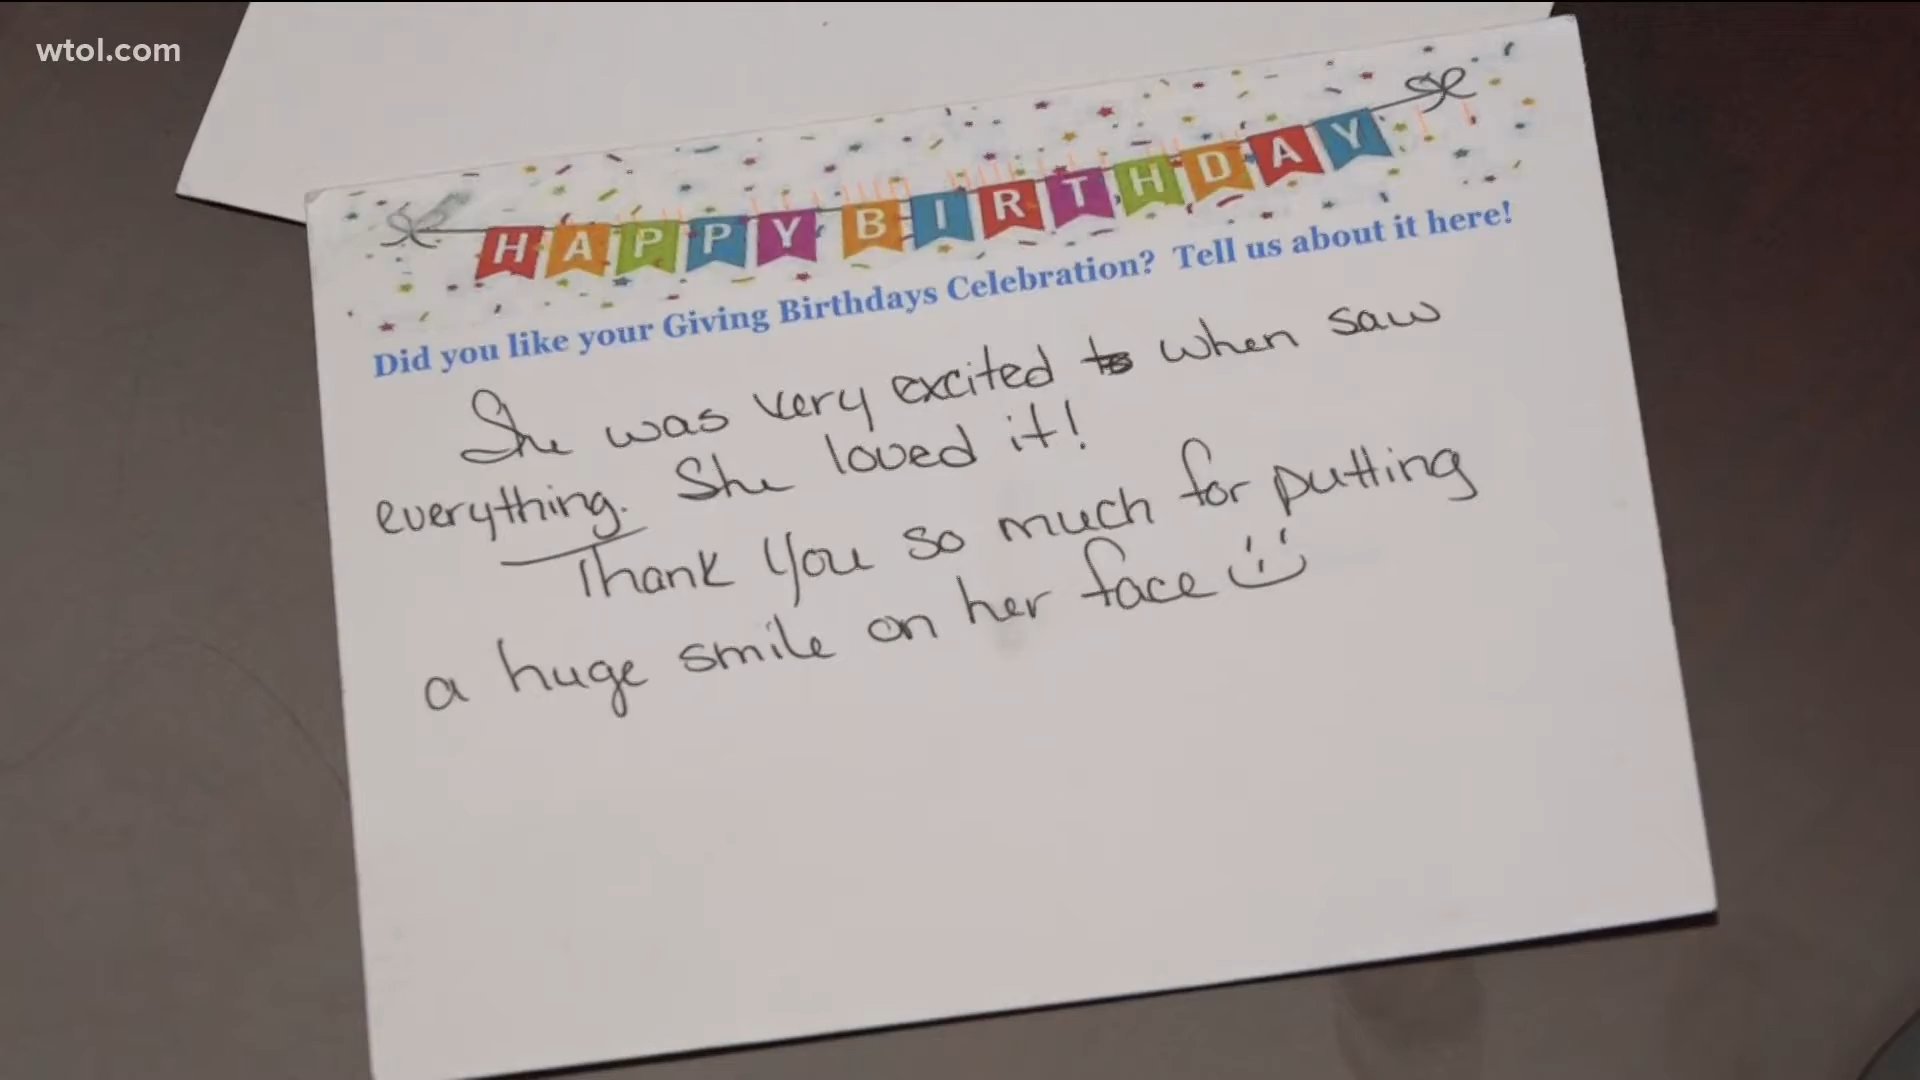 wtol.com
HAPPY BIRTHDAY
Did you like your Giving Birthdays Celebration? Tell us about it here!
She was very excited to when saw
everything. She loved it!
Thank You so much for putting
a huge smile on her face